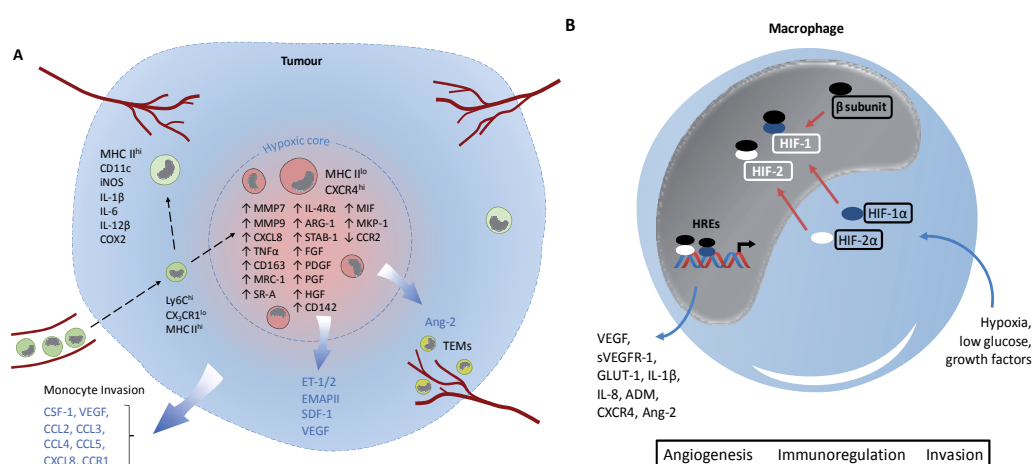 A
Tumour
Hypoxic core
MHC IIhi
CD11c
iNOS
IL-1β
IL-6
IL-12β
COX2
MHC IIlo
CXCR4hi
↑ MMP7 ↑ IL-4Rα ↑ MIF
↑ MMP9 ↑ ARG-1 ↑ MKP-1
↑ CXCL8 ↑ STAB-1 ↓ CCR2
↑ TNFα ↑ FGF
↑ CD163 ↑ PDGF
↑ MRC-1 ↑ PGF
↑ SR-A ↑ HGF
↑ CD142
Ly6Chi
CX3CR1lo
MHC IIhi
Ang-2
TEMs
ET-1/2
EMAPII
SDF-1
VEGF
Monocyte Invasion
CSF-1, VEGF,
CCL2, CCL3,
CCL4, CCL5,
CXCL8, CCR1
B
Macrophage
β subunit
HIF-1
HIF-2
HIF-1α
HIF-2α
HREs
Hypoxia,
low glucose,
growth factors
VEGF,
sVEGFR-1,
GLUT-1, IL-1β,
IL-8, ADM,
CXCR4, Ang-2
Angiogenesis Immunoregulation Invasion